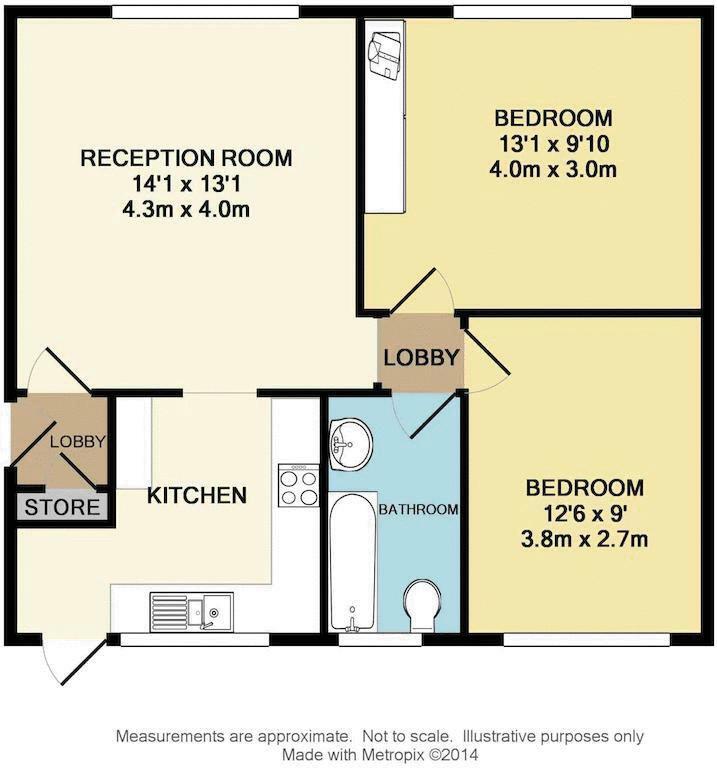 RECEPTION ROOM
14'1 x 13'1
4.3m x 4.0m
BEDROOM
13'1 x 9'10
4.0m x 3.0m
LOBBY
LOBBY
STORE
KITCHEN
BATHROOM
BEDROOM
12'6 x 9'
3.8m x 2.7m
Measurements are approximate. Not to scale. Illustrative purposes only
Made with Metropix ©2014